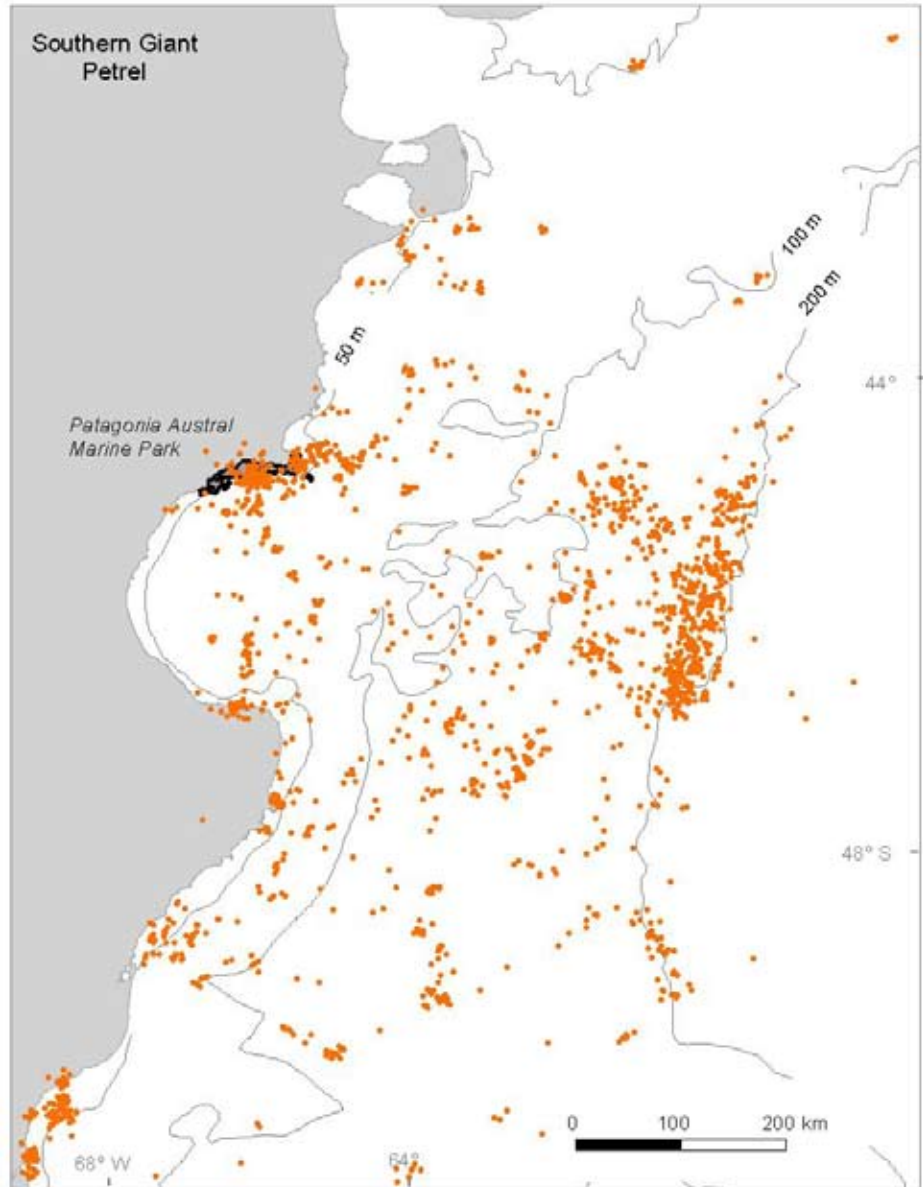 Southern Giant
Petrel
100 m
200 m
50 m
44°
Patagonia Austral
Marine Park
48° S
0 100 200 km
68° W
64°